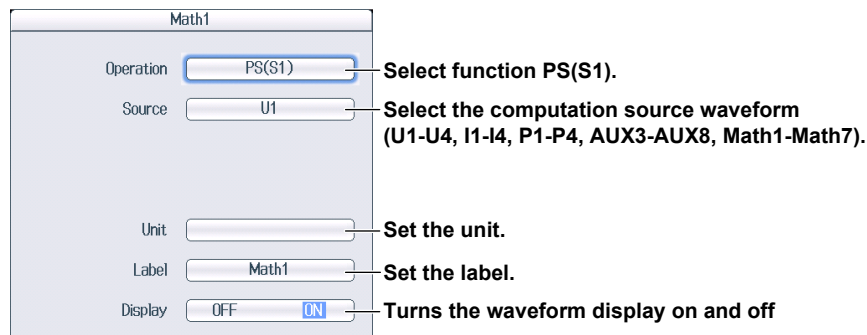 Math1
Operation PS(S1) Select function PS(S1).
Source U1 Select the computation source waveform
(U1-U4, I1-I4, P1-P4, AUX3-AUX8, Math1-Math7).
Unit Set the unit.
Label Math1 Set the label.
Display OFF ON Turns the waveform display on and off